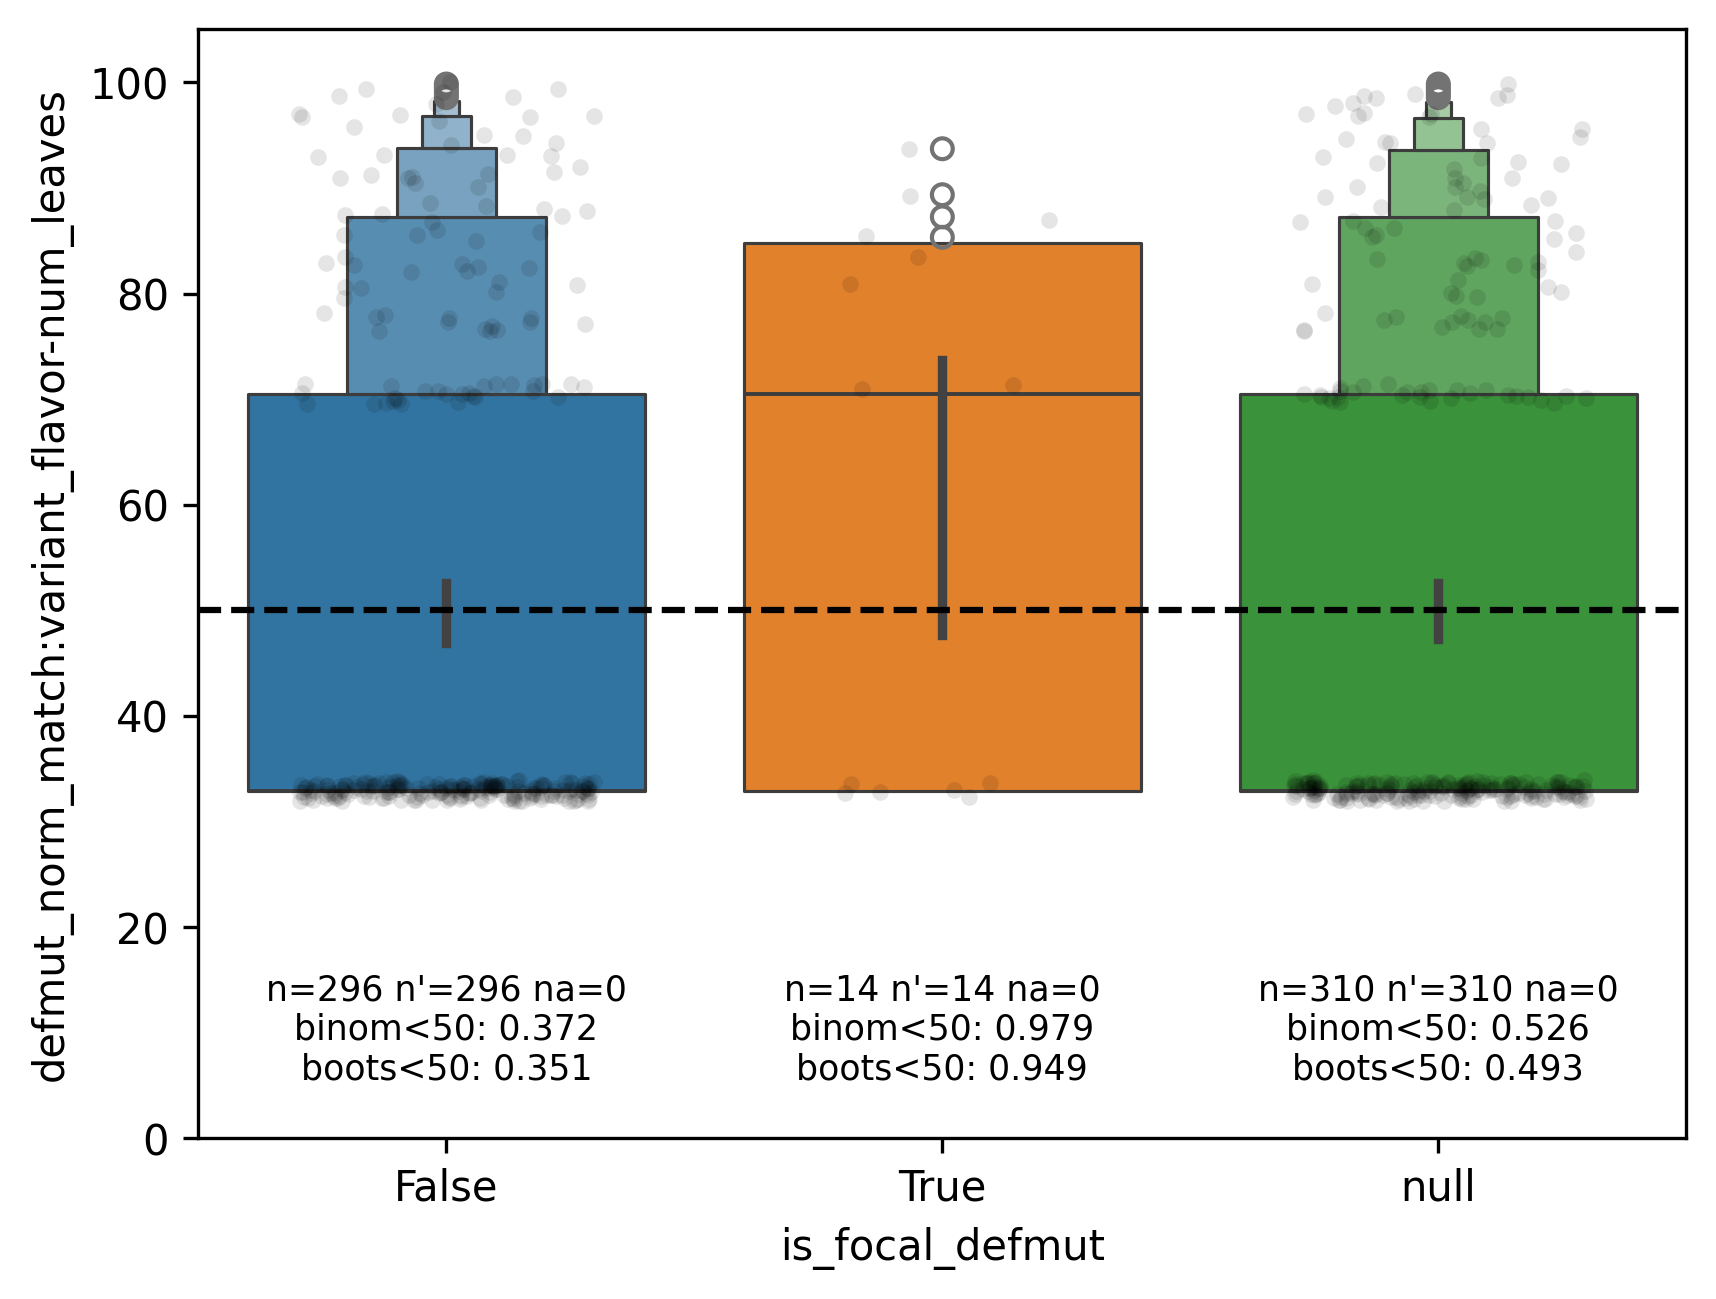 defmut_norm_match:variant_flavor-num_leaves
100
80
60
40
20
0
n=296 n'=296 na=0
binom<50: 0.372
boots<50: 0.351
n=14 n'=14 na=0
binom<50: 0.979
boots<50: 0.949
n=310 n'=310 na=0
binom<50: 0.526
boots<50: 0.493
False
True
null
is_focal_defmut